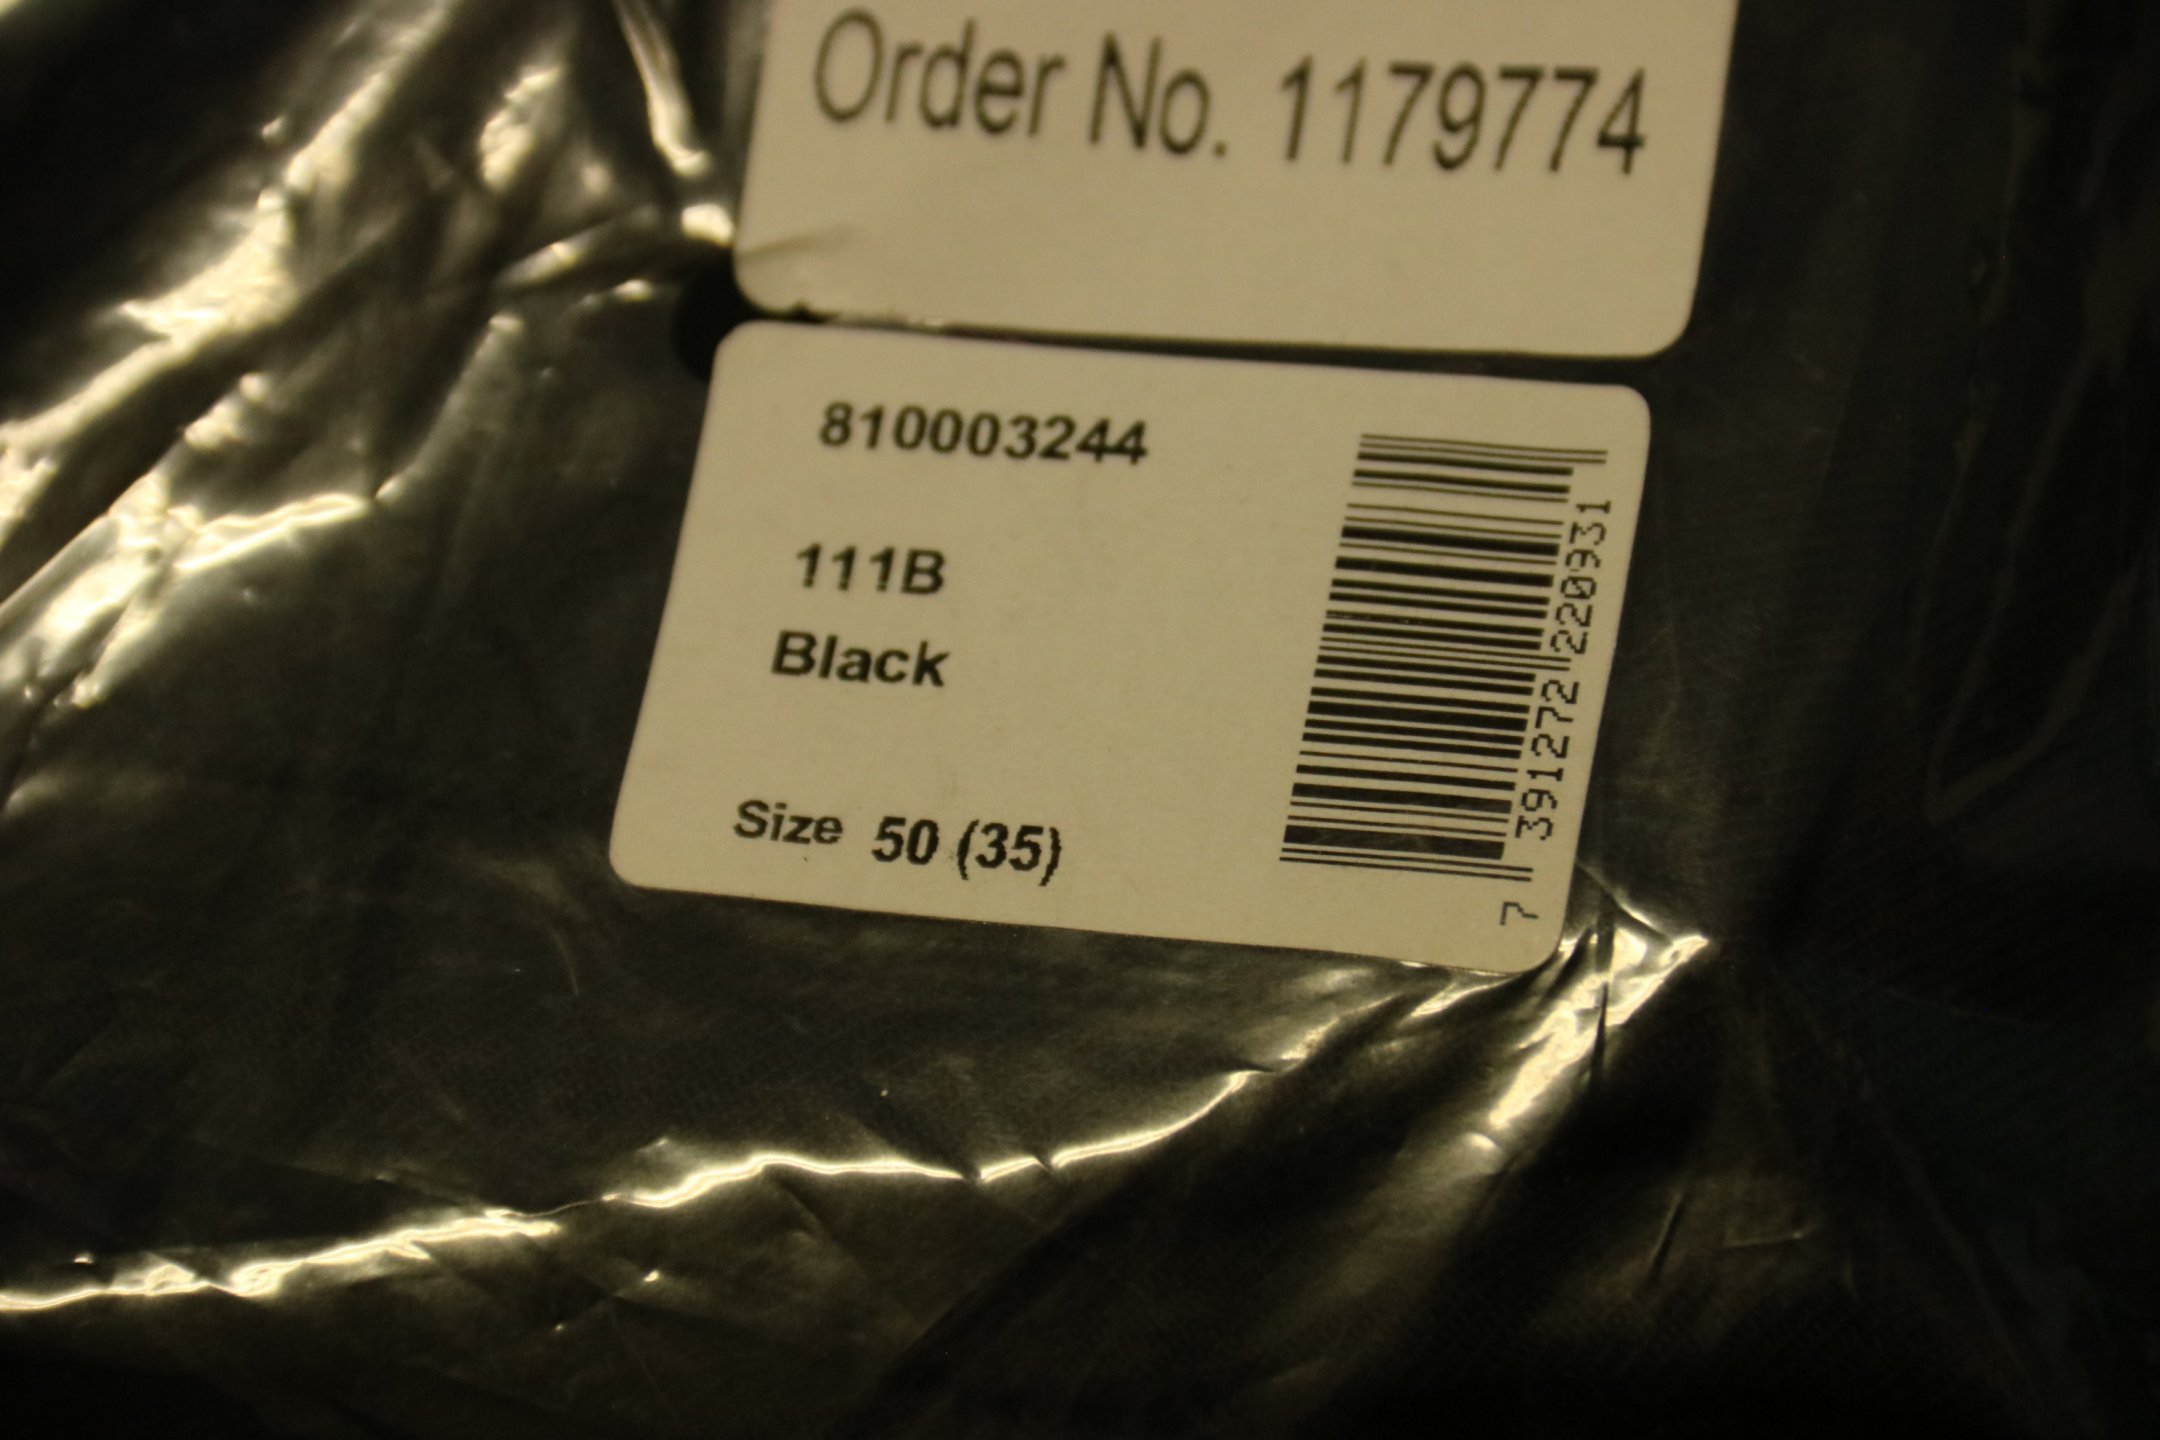 Order No. 1179774
810003244
111B
Black
Size 50 (35)
7 391272 220931